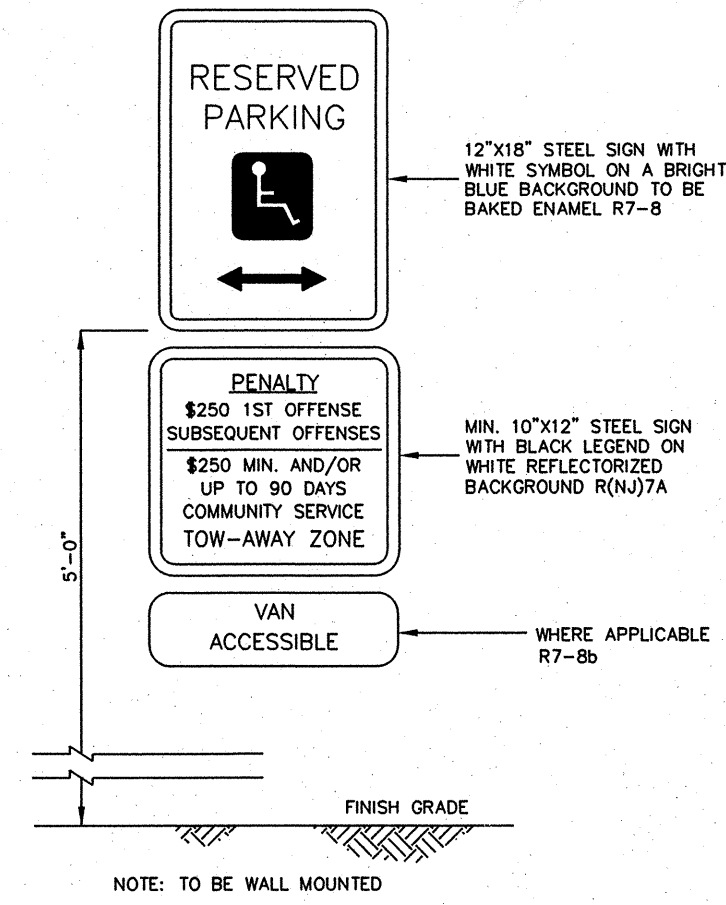 RESERVED
PARKING
12"X18" STEEL SIGN WITH
WHITE SYMBOL ON A BRIGHT
BLUE BACKGROUND TO BE
BAKED ENAMEL R7-8
PENALTY
$250 1ST OFFENSE
SUBSEQUENT OFFENSES
$250 MIN. AND/OR
UP TO 90 DAYS
COMMUNITY SERVICE
TOW-AWAY ZONE
MIN. 10"X12" STEEL SIGN
WITH BLACK LEGEND ON
WHITE REFLECTORIZED
BACKGROUND R(NJ)7A
5'-0"
VAN
ACCESSIBLE
WHERE APPLICABLE
R7-8b
FINISH GRADE
NOTE: TO BE WALL MOUNTED